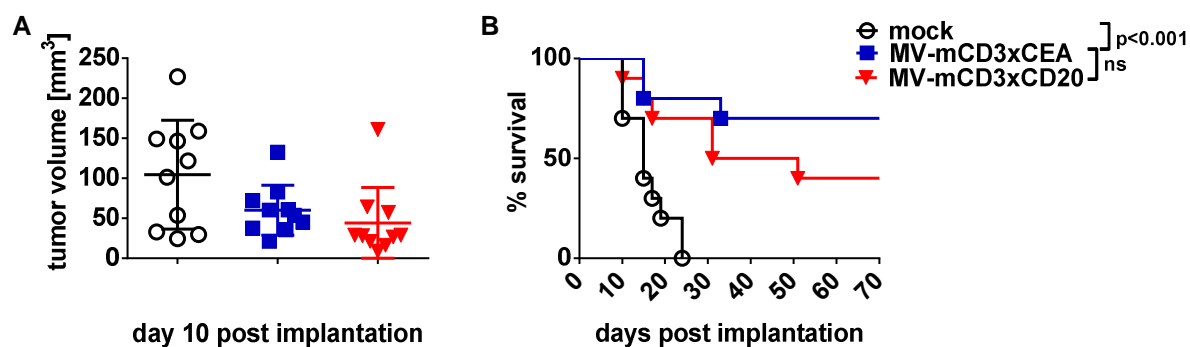 A
tumor volume [mm³]
250
200
150
100
50
0
day 10 post implantation
B
mock
MV-mCD3xCEA
MV-mCD3xCD20
p<0.001
ns
% survival
100
50
0
0 10 20 30 40 50 60 70
days post implantation